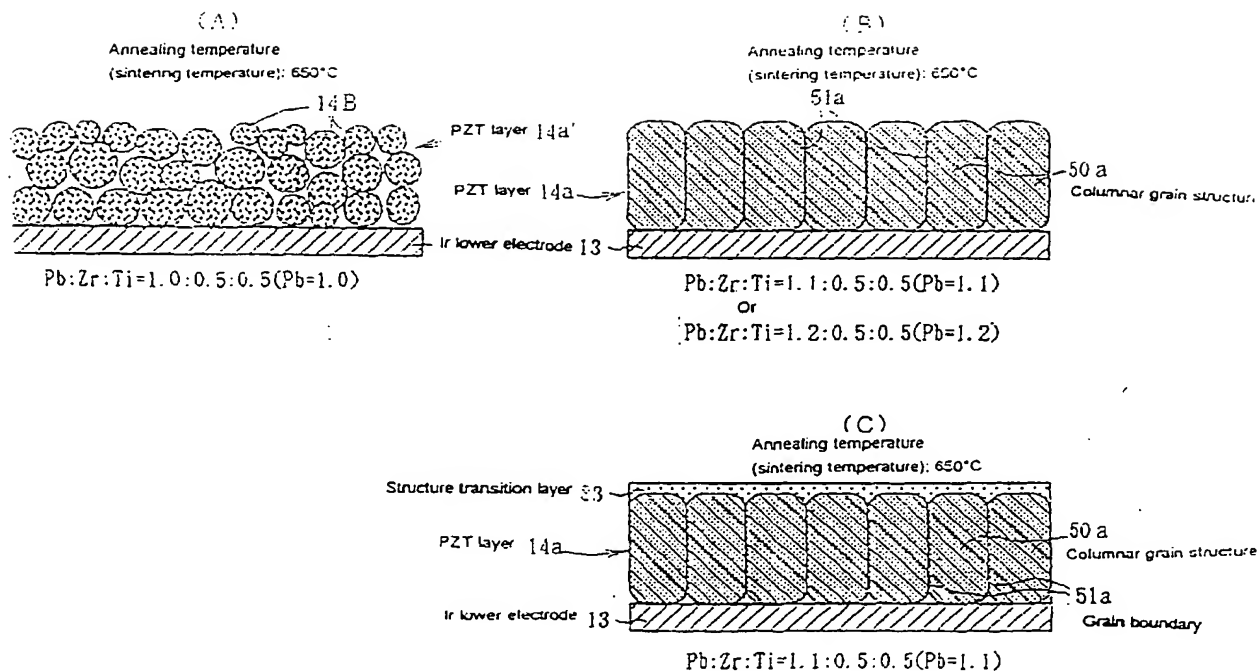 (A)
Annealing temperature
(sintering temperature): 650°C
14B
PZT layer 14a'
PZT layer 14a
Ir lower electrode 13
Pb:Zr:Ti=1.0:0.5:0.5(Pb=1.0)
(B)
Annealing temperature
(sintering temperature): 650°C
51a
50a
Columnar grain structure
Pb:Zr:Ti=1.1:0.5:0.5(Pb=1.1)
Or
Pb:Zr:Ti=1.2:0.5:0.5(Pb=1.2)
(C)
Annealing temperature
(sintering temperature): 650°C
Structure transition layer 33
PZT layer 14a
50a
Columnar grain structure
51a
Grain boundary
Ir lower electrode 13
Pb:Zr:Ti=1.1:0.5:0.5(Pb=1.1)